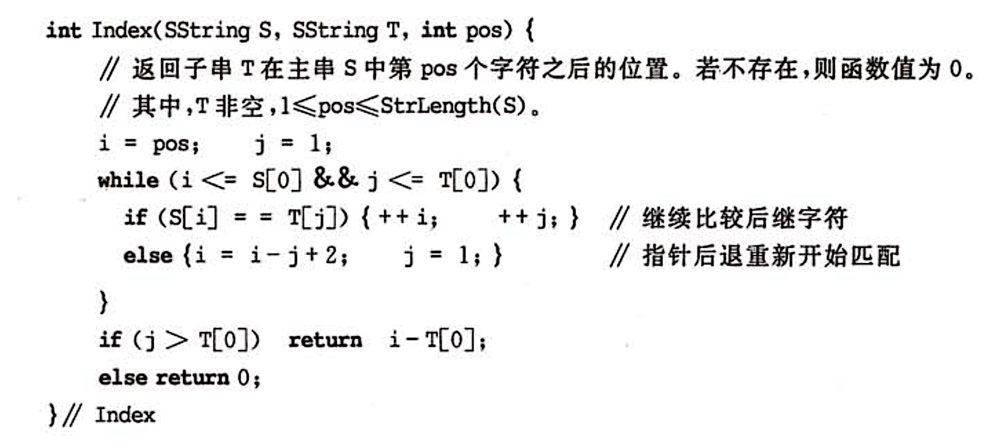 int Index(SString S, SString T, int pos) {
// 返回子串 T 在主串 S 中第 pos 个字符之后的位置。若不存在,则函数值为 0。
// 其中,T 非空,1≤pos≤StrLength(S)。
i = pos; j = 1;
while (i <= S[0] && j <= T[0]) {
if (S[i] = = T[j]) { ++ i; ++ j; } // 继续比较后继字符
else {i = i- j+ 2; j = 1; } // 指针后退重新开始匹配
}
if (j > T[0]) return i- T[0];
else return 0;
}// Index